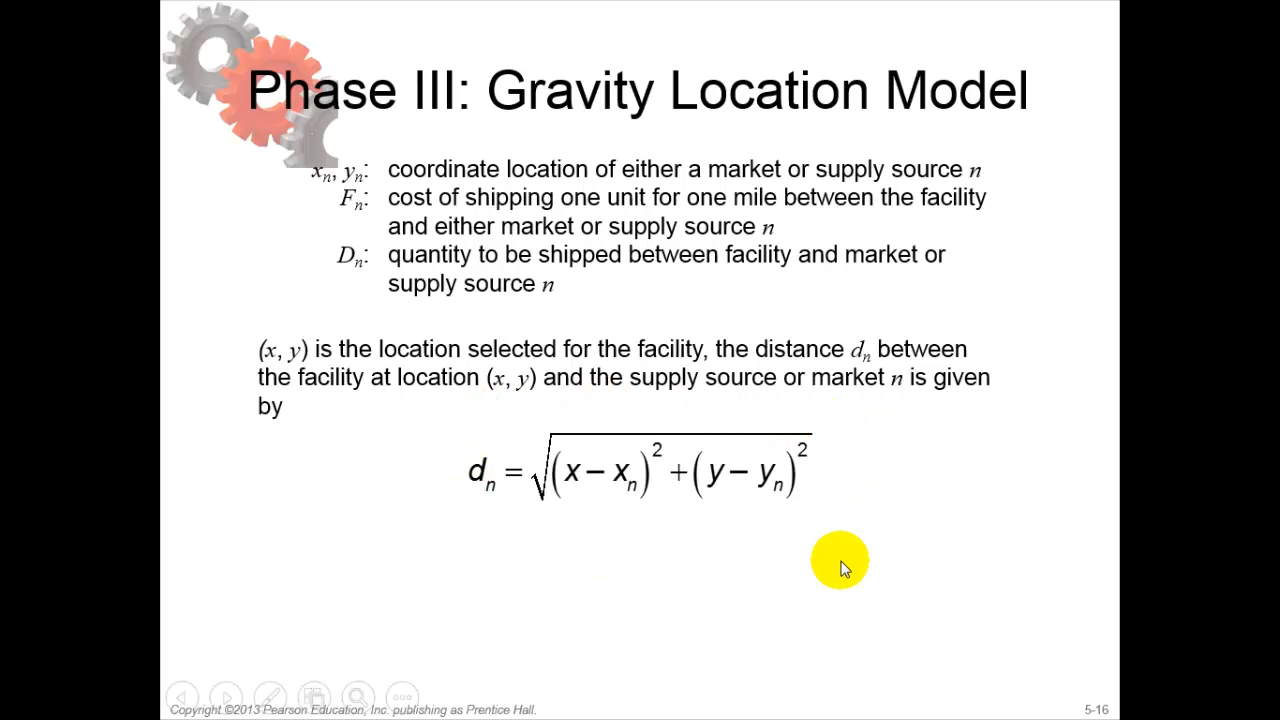 Phase III: Gravity Location Model
xn, yn: coordinate location of either a market or supply source n
Fn: cost of shipping one unit for one mile between the facility
and either market or supply source n
Dn: quantity to be shipped between facility and market or
supply source n
(x, y) is the location selected for the facility, the distance dn between
the facility at location (x, y) and the supply source or market n is given
by
dn = √(x − xn)² + (y − yn)²
Copyright ©2013 Pearson Education, Inc. publishing as Prentice Hall.
5-16